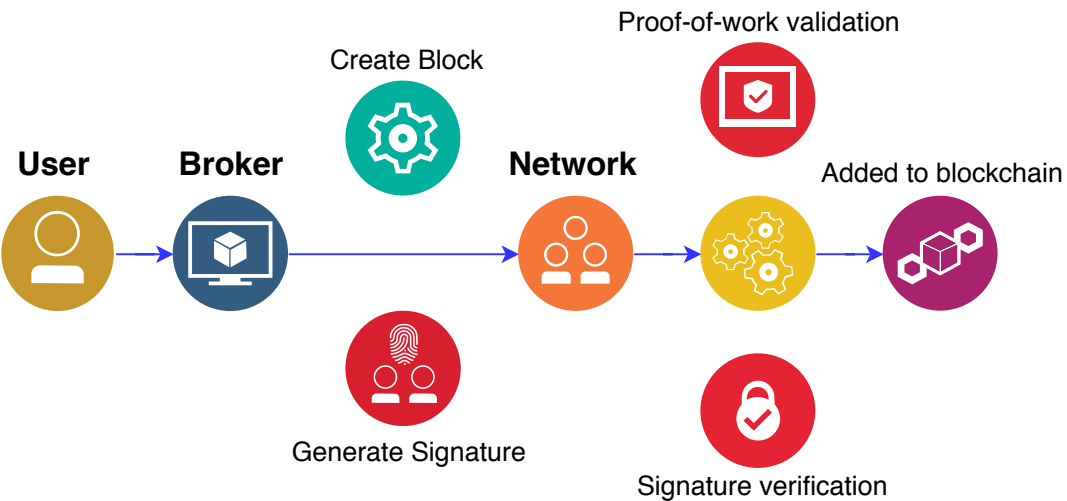 Proof-of-work validation
Create Block
User
Broker
Network
Added to blockchain
Generate Signature
Signature verification